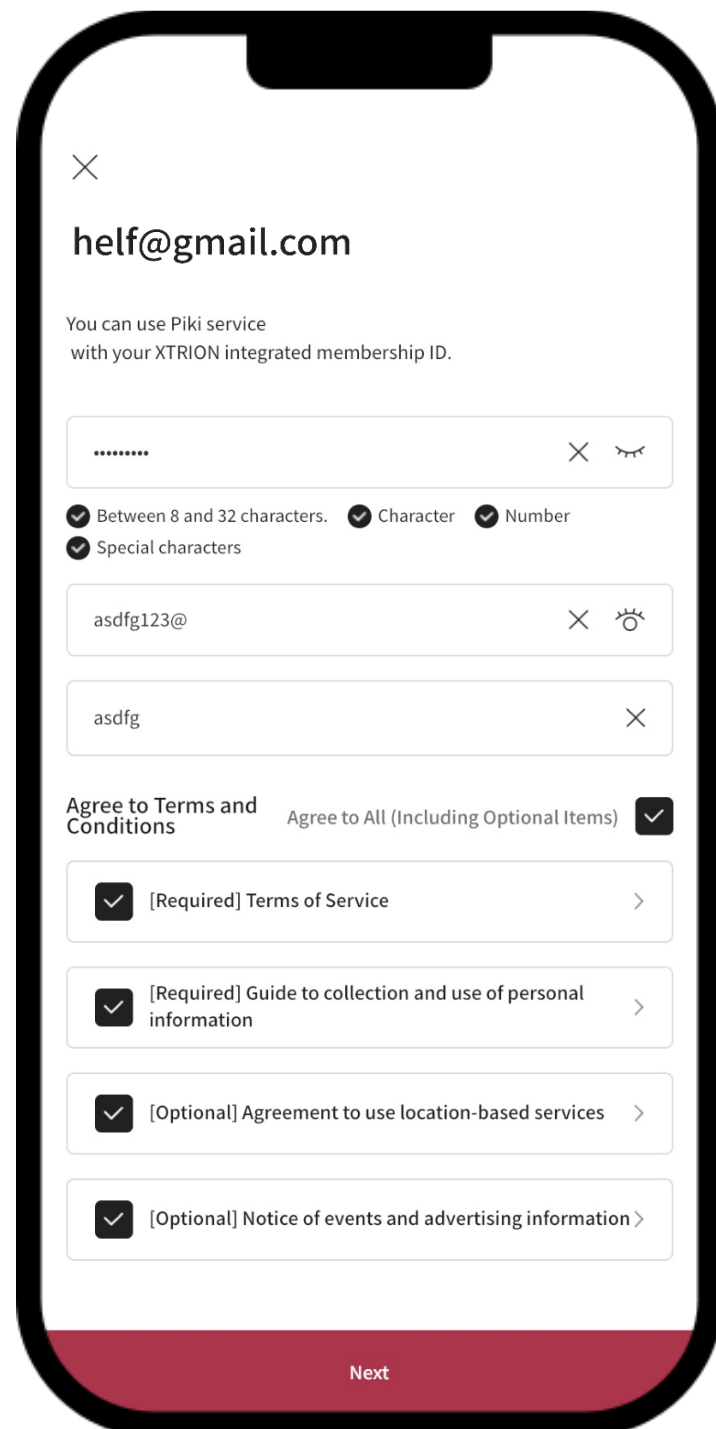 helf@gmail.com
You can use Piki service
with your XTRION integrated membership ID.
•••••••••
Between 8 and 32 characters. Character Number
Special characters
asdfg123@
asdfg
Agree to Terms and
Conditions
Agree to All (Including Optional Items)
[Required] Terms of Service
[Required] Guide to collection and use of personal
information
[Optional] Agreement to use location-based services
[Optional] Notice of events and advertising information
Next